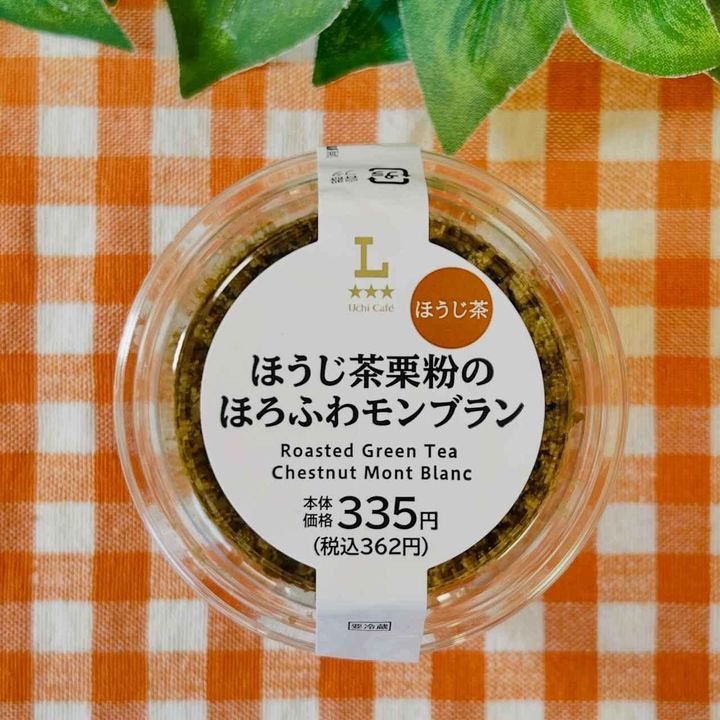 L
★★★
Uchi Café
ほうじ茶
ほうじ茶栗粉の
ほろふわモンブラン
Roasted Green Tea
Chestnut Mont Blanc
本体
価格 335円
(税込362円)
要冷蔵